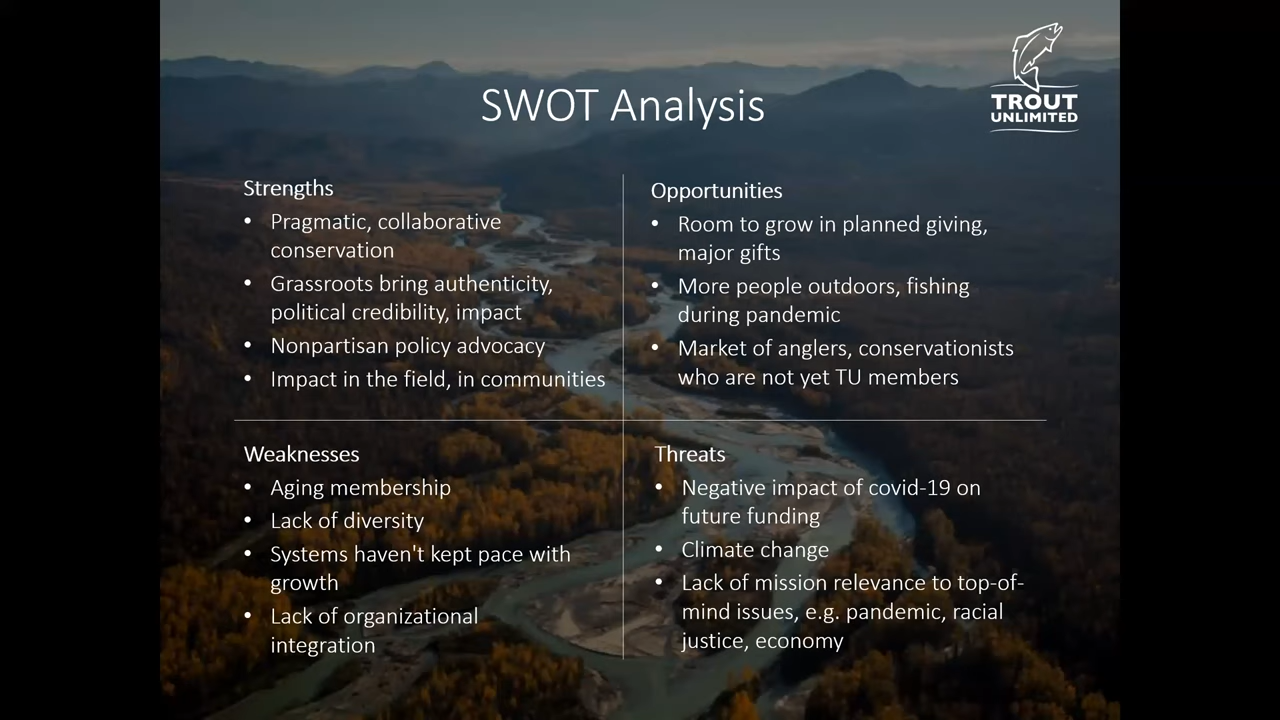 SWOT Analysis
TROUT
UNLIMITED
Strengths
• Pragmatic, collaborative
conservation
• Grassroots bring authenticity,
political credibility, impact
• Nonpartisan policy advocacy
• Impact in the field, in communities
Opportunities
• Room to grow in planned giving,
major gifts
• More people outdoors, fishing
during pandemic
• Market of anglers, conservationists
who are not yet TU members
Weaknesses
• Aging membership
• Lack of diversity
• Systems haven't kept pace with
growth
• Lack of organizational
integration
Threats
• Negative impact of covid-19 on
future funding
• Climate change
• Lack of mission relevance to top-of-
mind issues, e.g. pandemic, racial
justice, economy